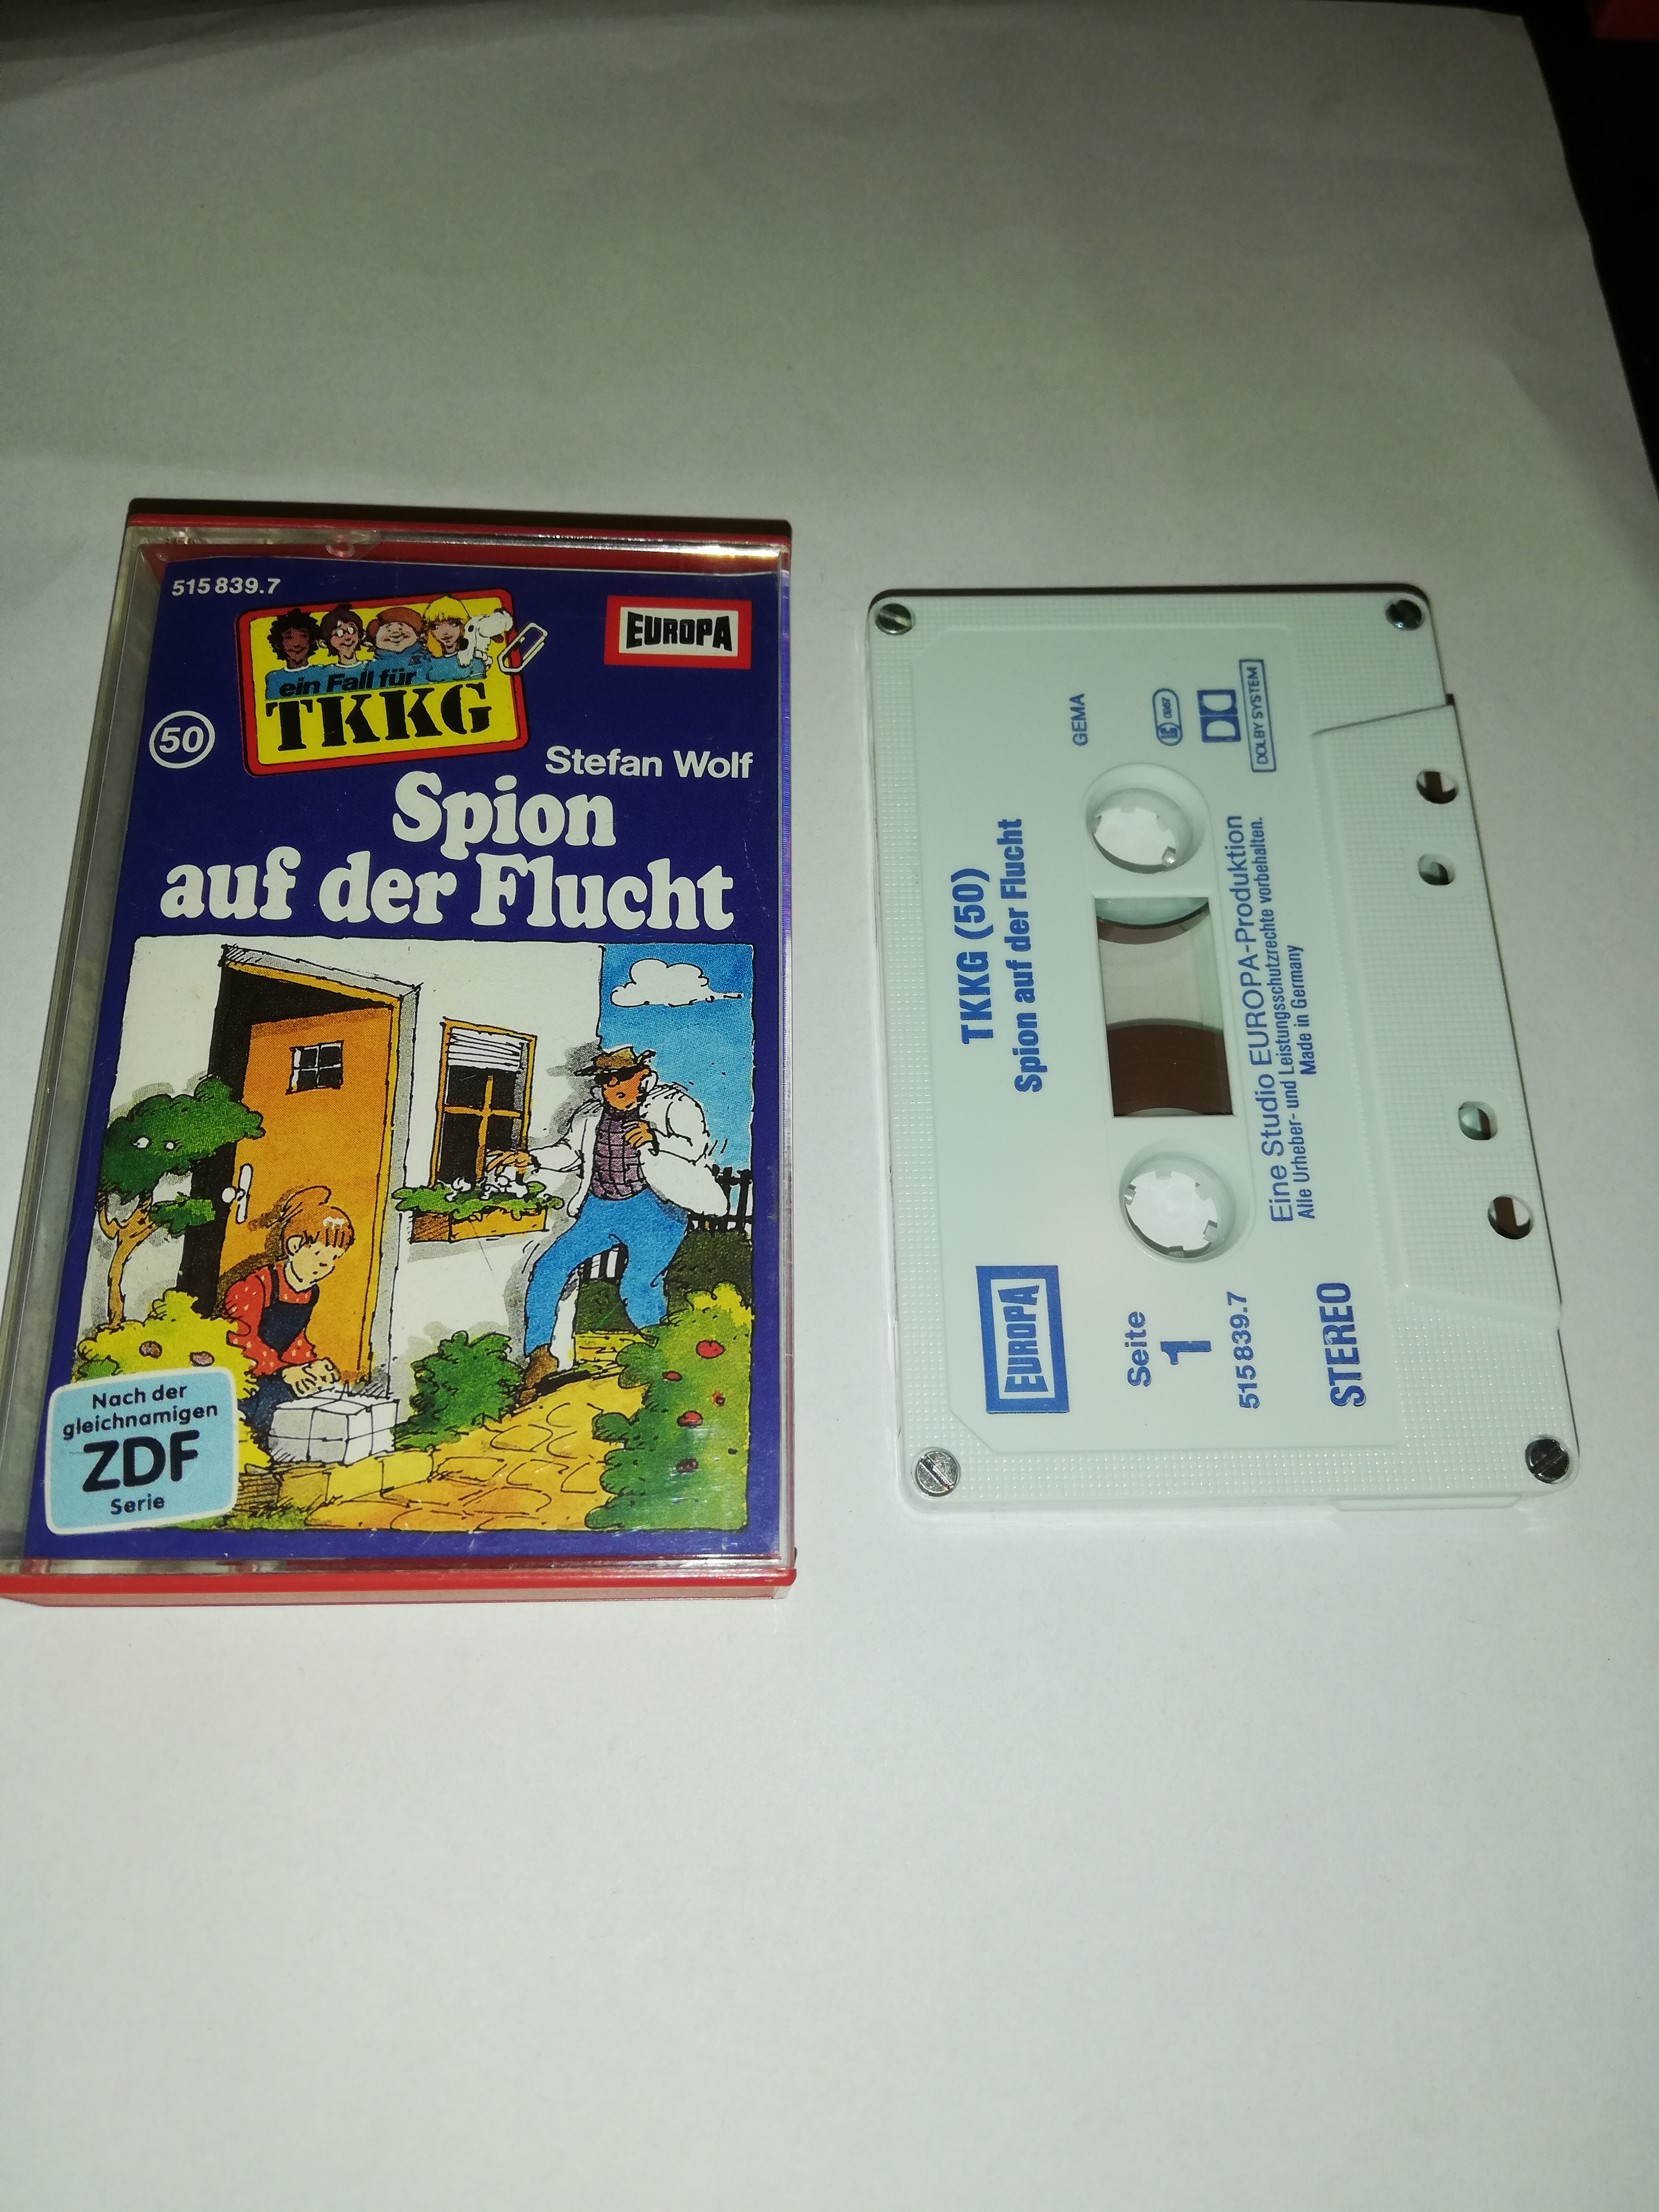 515 839.7
EUROPA
ein Fall für
TKKG
50
Stefan Wolf
Spion
auf der Flucht
Nach der
gleichnamigen
ZDF
Serie
TKKG (50)
Spion auf der Flucht
GEMA
LC 0067
DOLBY SYSTEM
EUROPA
Seite
1
515 839.7
Eine Studio EUROPA-Produktion
Alle Urheber- und Leistungsschutzrechte vorbehalten.
Made in Germany
STEREO